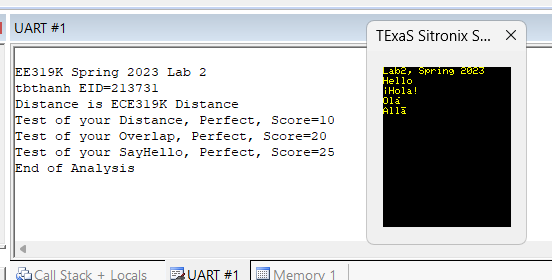 UART #1
EE319K Spring 2023 Lab 2
tbthanh EID=213731
Distance is ECE319K Distance
Test of your Distance, Perfect, Score=10
Test of your Overlap, Perfect, Score=20
Test of your SayHello, Perfect, Score=25
End of Analysis
TExaS Sitronix S...
Lab2, Spring 2023
Hello
¡Hola!
Olá
Allã
Call Stack + Locals
UART #1
Memory 1